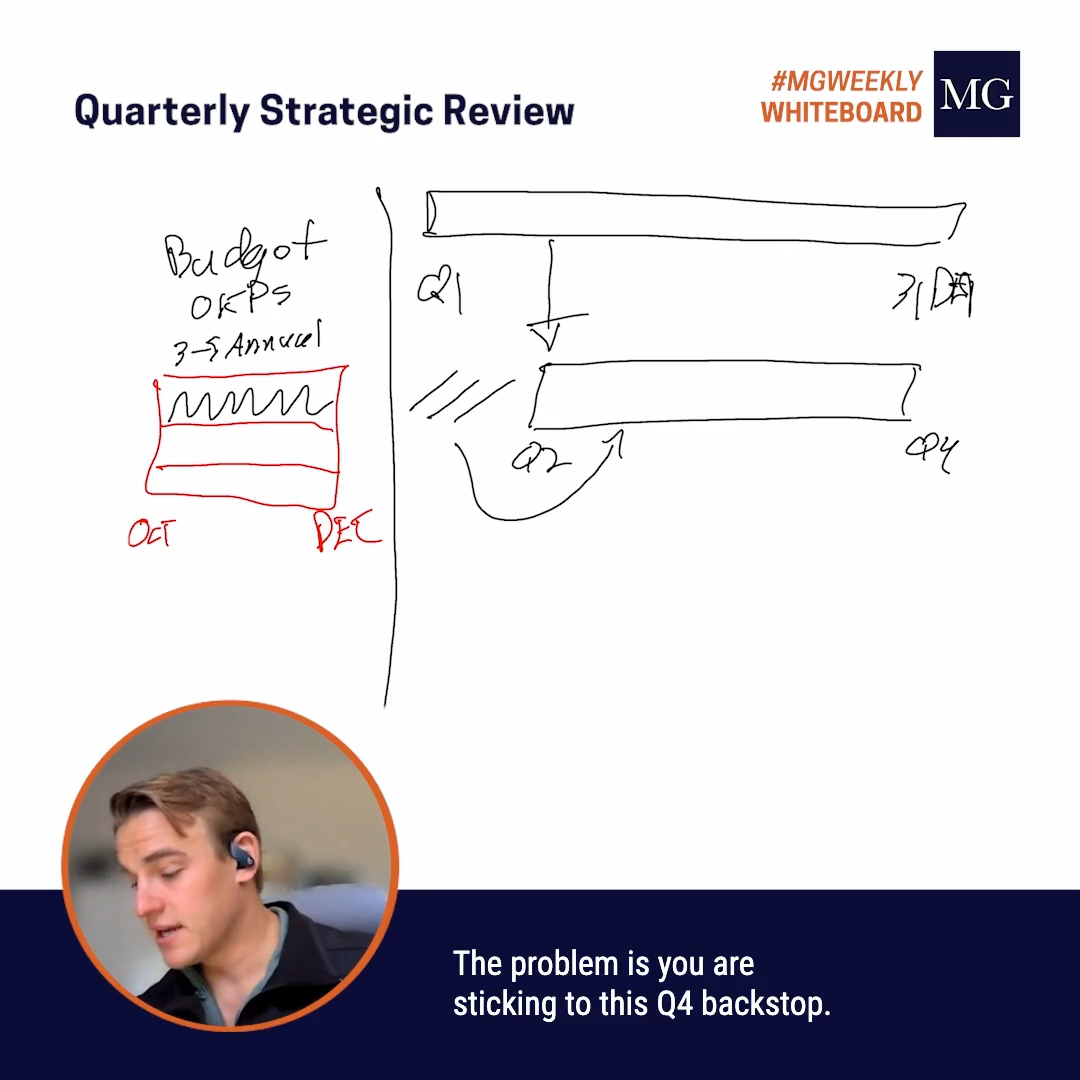 Quarterly Strategic Review
#MGWEEKLY
WHITEBOARD
MG
Budget
OKRs
3-5 Annual
OCT
DEC
Q1
31 DEC
Q2
Q4
The problem is you are
sticking to this Q4 backstop.